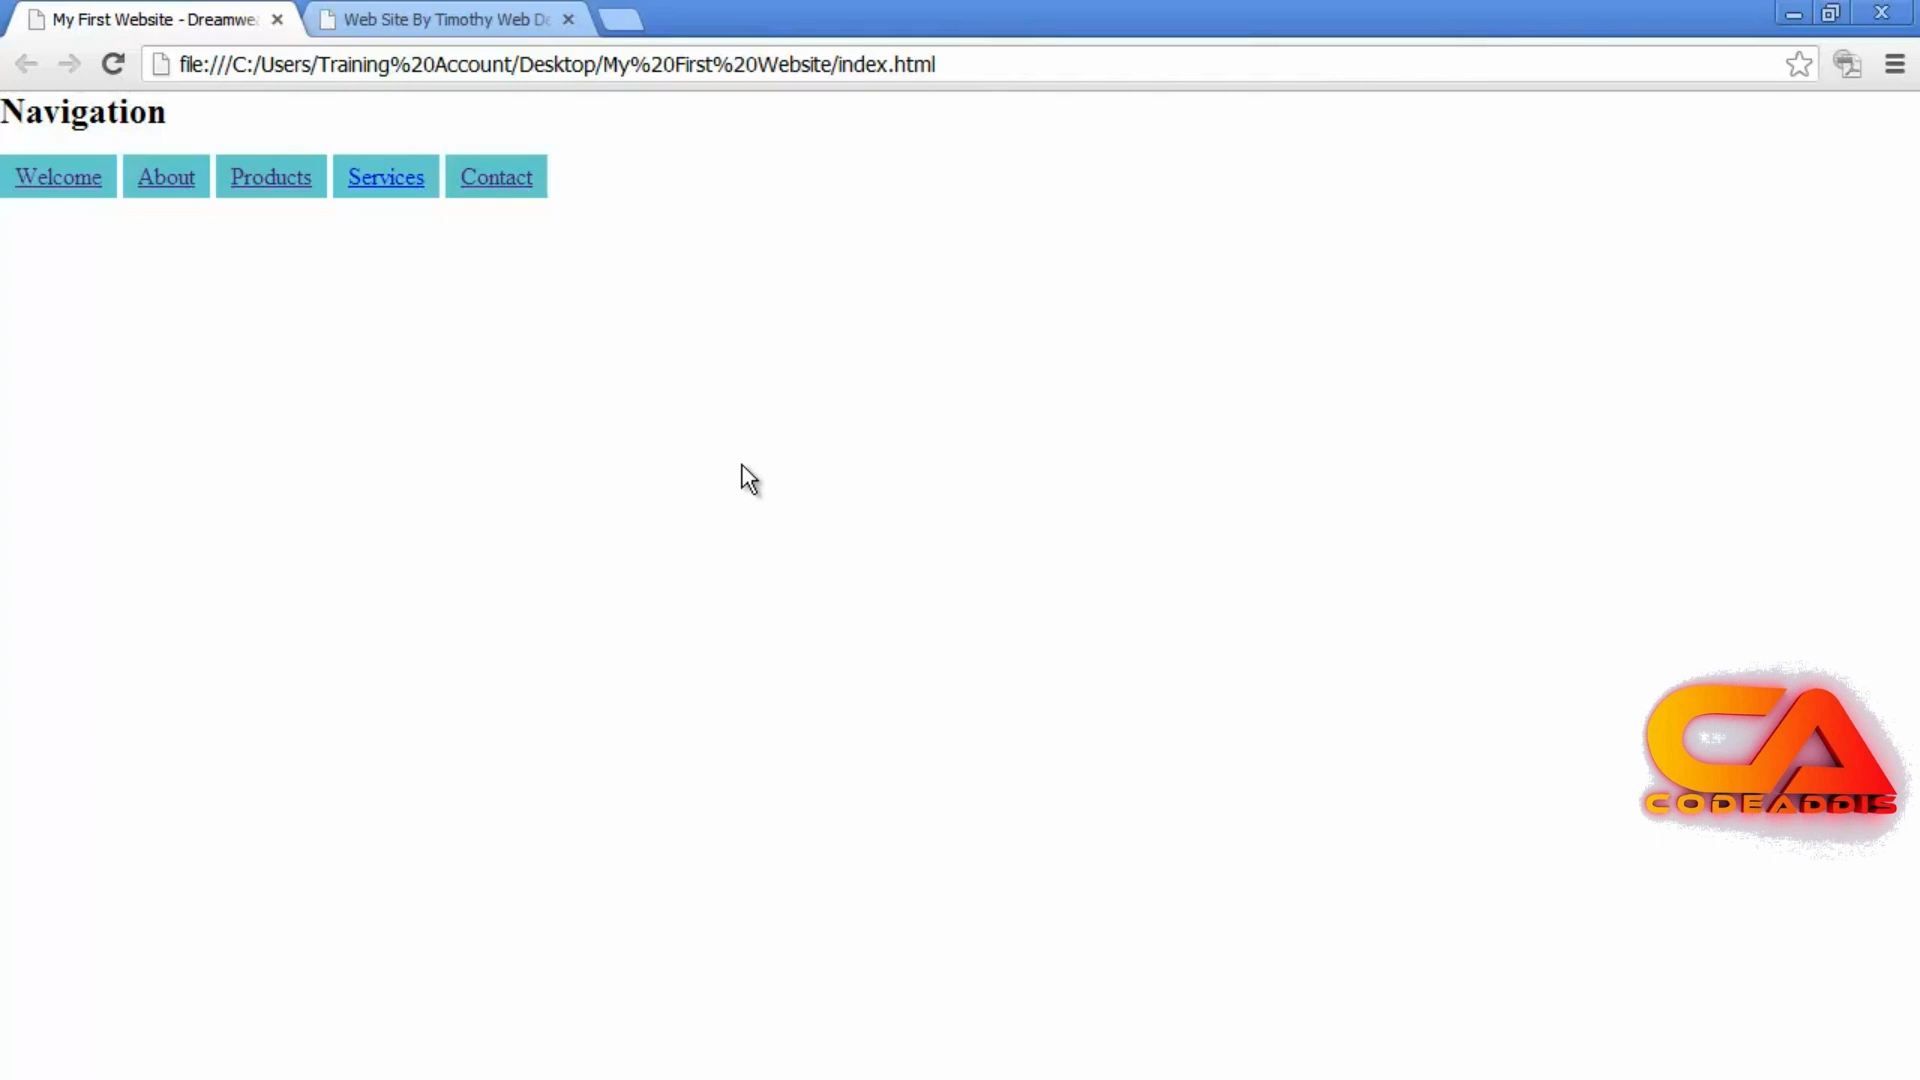 My First Website - Dreamwe
Web Site By Timothy Web De
file:///C:/Users/Training%20Account/Desktop/My%20First%20Website/index.html
Navigation
Welcome About Products Services Contact
CA
CODEADDIS